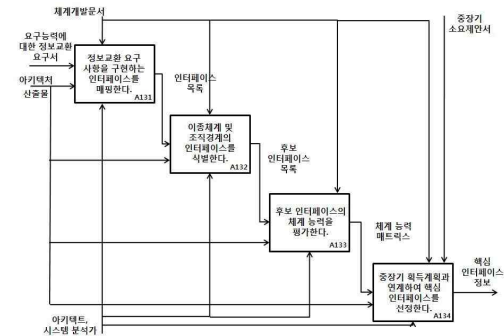 체계개발문서
요구능력에
대한 정보교환
요구서
아키텍처
산출물
정보교환 요구
사항을 구현하는
인터페이스를
매핑한다.
A131
인터페이스
목록
이종체계 및
조직경계의
인터페이스를
식별한다.
A132
후보
인터페이스
목록
후보 인터페이스의
체계 능력을
평가한다.
A133
체계 능력
매트릭스
중장기
소요제안서
중장기 획득계획과
연계하여 핵심
인터페이스를
선정한다.
A134
핵심
인터페이스
정보
아키텍트,
시스템 분석가